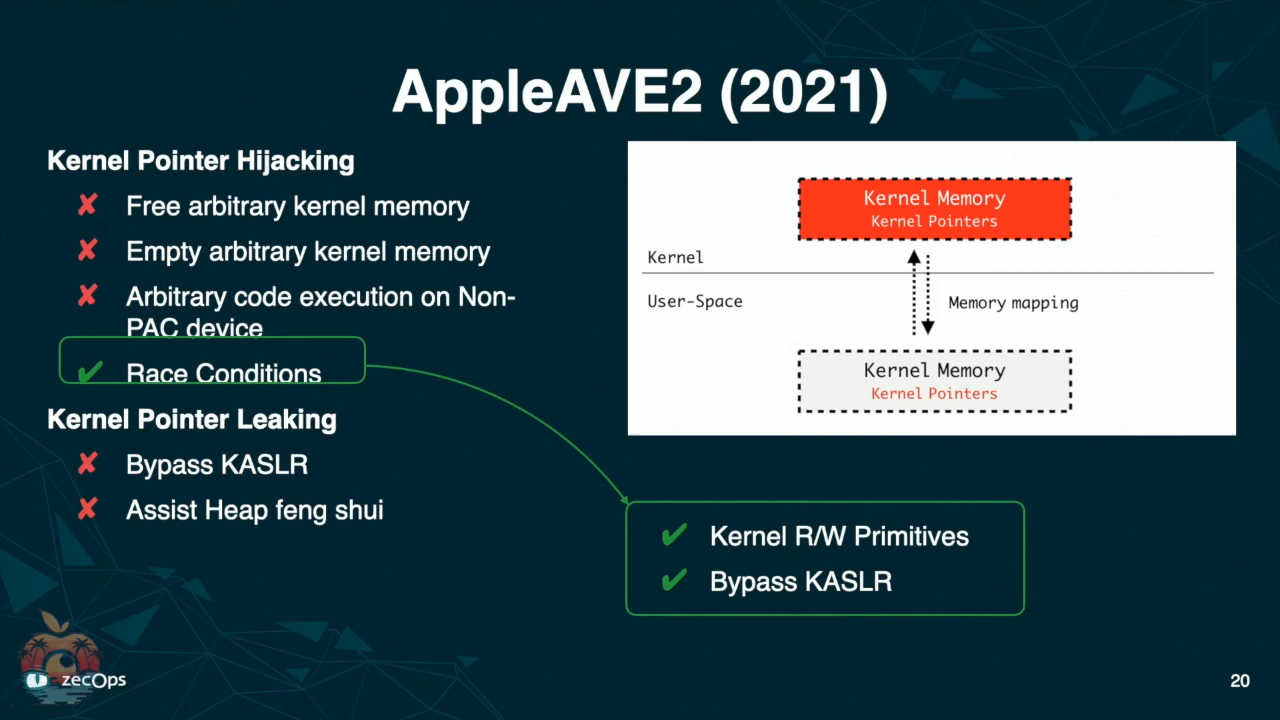 AppleAVE2 (2021)
Kernel Pointer Hijacking
✘ Free arbitrary kernel memory
✘ Empty arbitrary kernel memory
✘ Arbitrary code execution on Non-
PAC device
✔ Race Conditions
Kernel Pointer Leaking
✘ Bypass KASLR
✘ Assist Heap feng shui
Kernel Memory
Kernel Pointers
Kernel
User-Space
Memory mapping
Kernel Memory
Kernel Pointers
✔ Kernel R/W Primitives
✔ Bypass KASLR
zecOps
20